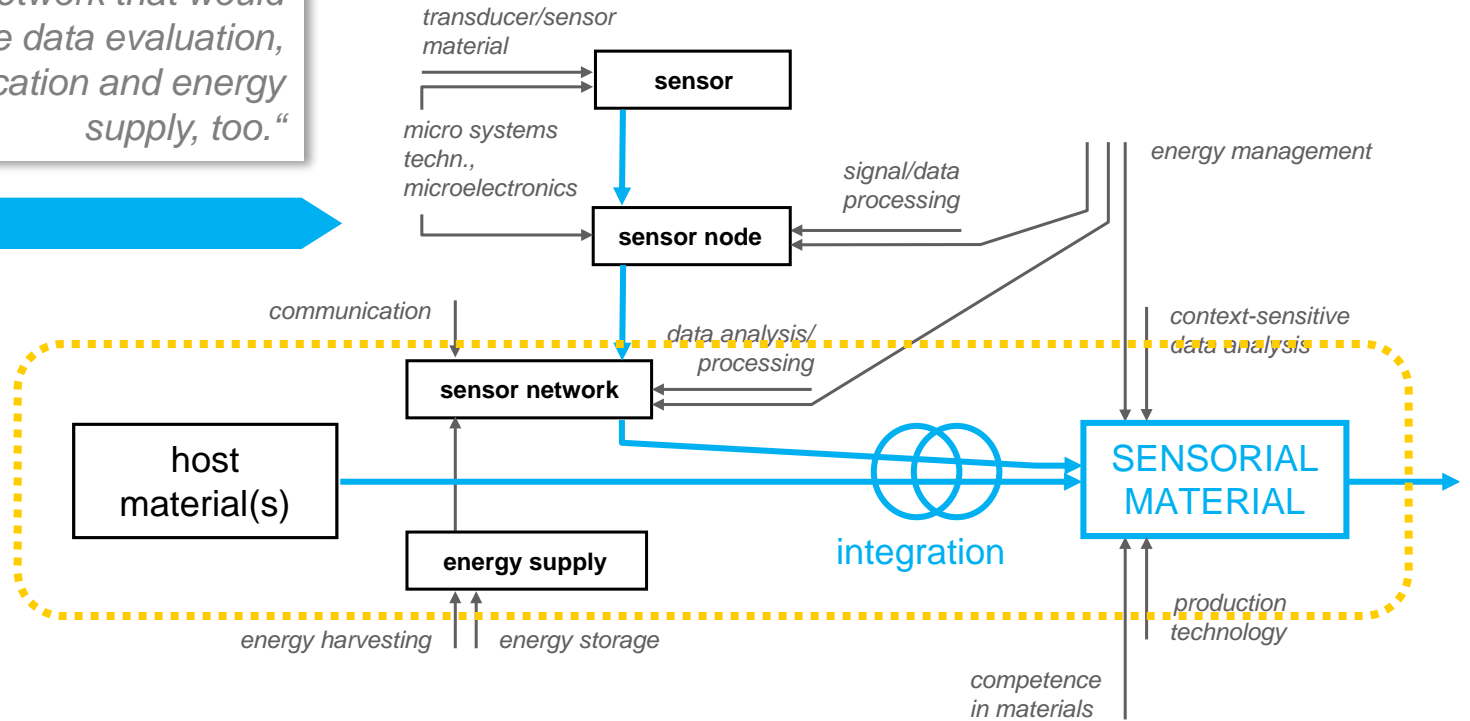 network that would
data evaluation,
and energy
supply, too.“
transducer/sensor
material
sensor
micro systems
techn.,
microelectronics
signal/data
processing
energy management
sensor node
communication
data analysis/
processing
context-sensitive
data analysis
sensor network
host
material(s)
SENSORIAL
MATERIAL
integration
energy supply
energy harvesting
energy storage
production
technology
competence
in materials